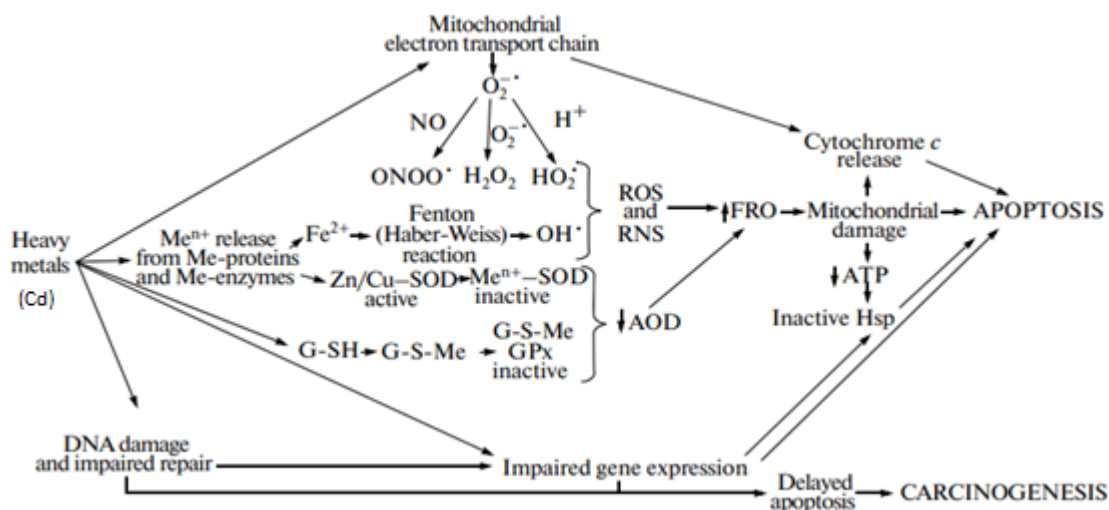 Mitochondrial
electron transport chain
O₂⁻·
NO
O₂⁻·
H⁺
ONOO·
H₂O₂
HO₂·
Cytochrome c
release
ROS
and
RNS
FRO
Mitochondrial
damage
APOPTOSIS
Heavy
metals
(Cd)
Meⁿ⁺ release
from Me-proteins
and Me-enzymes
Fe²⁺
Fenton
(Haber-Weiss)
reaction
OH·
Zn/Cu–SOD
active
Meⁿ⁺–SOD
inactive
AOD
ATP
Inactive Hsp
G-SH
G-S-Me
G-S-Me
GPx
inactive
DNA damage
and impaired repair
Impaired gene expression
Delayed
apoptosis
CARCINOGENESIS